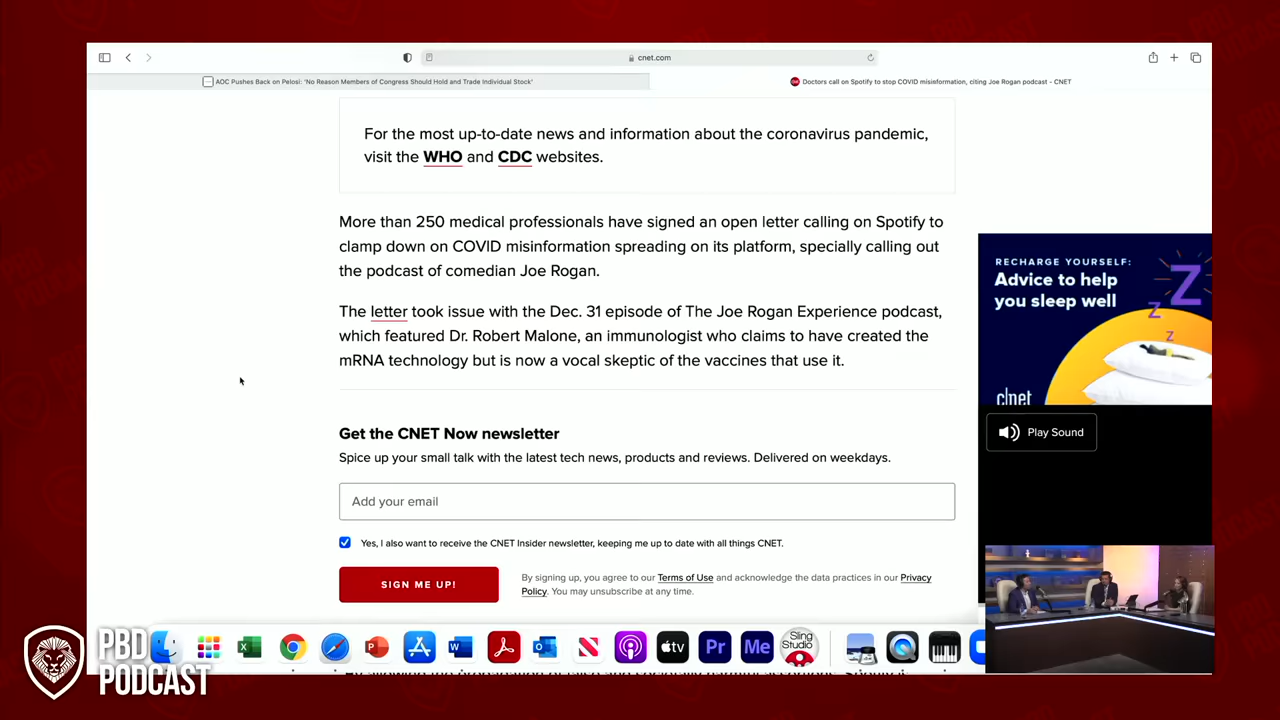 PBD
PODCAST
cnet.com
AOC Pushes Back on Pelosi: 'No Reason Members of Congress Should Hold and Trade Individual Stock'
Doctors call on Spotify to stop COVID misinformation, citing Joe Rogan podcast - CNET
For the most up-to-date news and information about the coronavirus pandemic,
visit the WHO and CDC websites.
More than 250 medical professionals have signed an open letter calling on Spotify to
clamp down on COVID misinformation spreading on its platform, specially calling out
the podcast of comedian Joe Rogan.
The letter took issue with the Dec. 31 episode of The Joe Rogan Experience podcast,
which featured Dr. Robert Malone, an immunologist who claims to have created the
mRNA technology but is now a vocal skeptic of the vaccines that use it.
RECHARGE YOURSELF:
Advice to help
you sleep well
Z
Z
Z
c|net
Play Sound
Get the CNET Now newsletter
Spice up your small talk with the latest tech news, products and reviews. Delivered on weekdays.
Add your email
Yes, I also want to receive the CNET Insider newsletter, keeping me up to date with all things CNET.
SIGN ME UP!
By signing up, you agree to our Terms of Use and acknowledge the data practices in our Privacy
Policy. You may unsubscribe at any time.
tv
Pr
Me
Sling
Studio
PBD
PODCAST